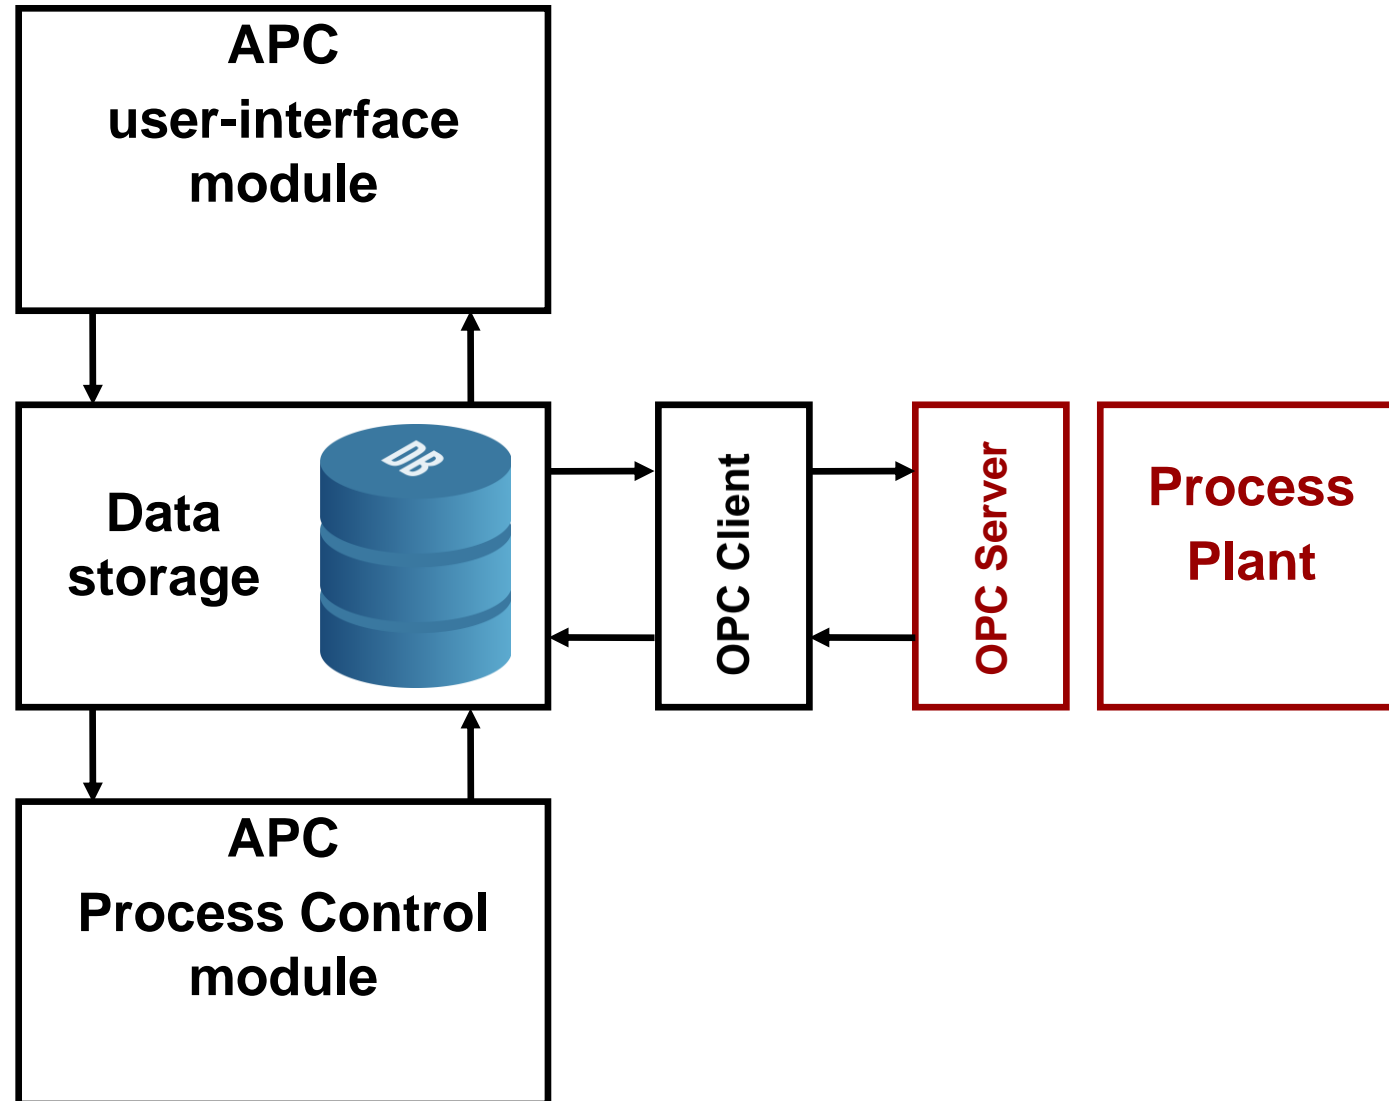 APC
user-interface
module
Data
storage
DB
OPC Client
OPC Server
Process
Plant
APC
Process Control
module